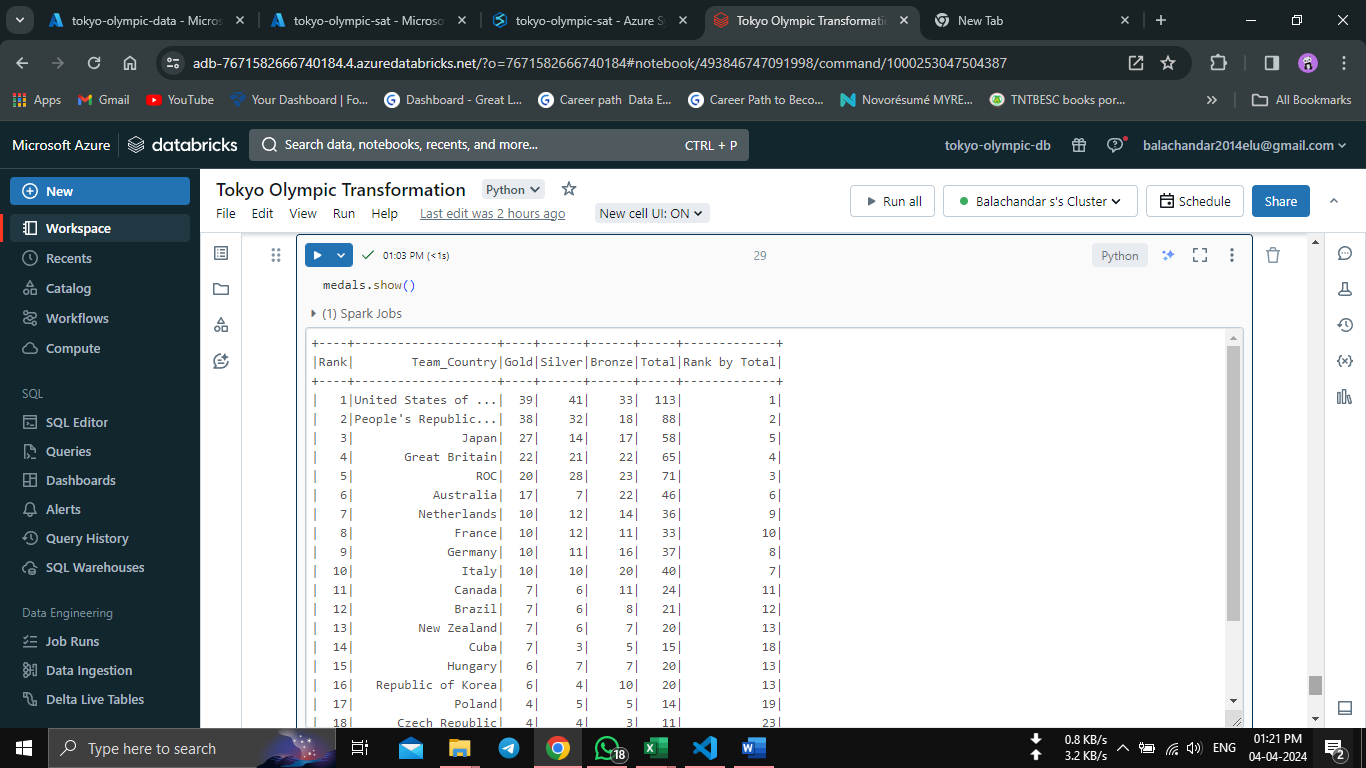 tokyo-olympic-data - Micros
tokyo-olympic-sat - Microso
tokyo-olympic-sat - Azure Sy
Tokyo Olympic Transformatio
New Tab
adb-7671582666740184.4.azuredatabricks.net/?o=7671582666740184#notebook/493846747091998/command/1000253047504387
Apps
Gmail
YouTube
Your Dashboard | Fo...
Dashboard - Great L...
Career path Data E...
Career Path to Beco...
Novorésumé MYRE...
TNTBESC books por...
»
All Bookmarks
Microsoft Azure
databricks
Search data, notebooks, recents, and more...
CTRL + P
tokyo-olympic-db
balachandar2014elu@gmail.com
New
Workspace
Recents
Catalog
Workflows
Compute
SQL
SQL Editor
Queries
Dashboards
Alerts
Query History
SQL Warehouses
Data Engineering
Job Runs
Data Ingestion
Delta Live Tables
Tokyo Olympic Transformation
Python
File Edit View Run Help
Last edit was 2 hours ago
New cell UI: ON
Run all
Balachandar s's Cluster
Schedule
Share
01:03 PM (<1s)
29
Python
medals.show()
(1) Spark Jobs
+----+--------------------+----+------+------+-----+-------------+
|Rank|        Team_Country|Gold|Silver|Bronze|Total|Rank by Total|
+----+--------------------+----+------+------+-----+-------------+
|   1|United States of ...|  39|    41|    33|  113|            1|
|   2|People's Republic...|  38|    32|    18|   88|            2|
|   3|               Japan|  27|    14|    17|   58|            5|
|   4|       Great Britain|  22|    21|    22|   65|            4|
|   5|                 ROC|  20|    28|    23|   71|            3|
|   6|           Australia|  17|     7|    22|   46|            6|
|   7|         Netherlands|  10|    12|    14|   36|            9|
|   8|              France|  10|    12|    11|   33|           10|
|   9|             Germany|  10|    11|    16|   37|            8|
|  10|               Italy|  10|    10|    20|   40|            7|
|  11|              Canada|   7|     6|    11|   24|           11|
|  12|              Brazil|   7|     6|     8|   21|           12|
|  13|         New Zealand|   7|     6|     7|   20|           13|
|  14|                Cuba|   7|     3|     5|   15|           18|
|  15|             Hungary|   6|     7|     7|   20|           13|
|  16|   Republic of Korea|   6|     4|    10|   20|           13|
|  17|              Poland|   4|     5|     5|   14|           19|
|  18|      Czech Republic|   4|     4|     3|   11|           23|
Type here to search
18
0.8 KB/s
3.2 KB/s
ENG
01:21 PM
04-04-2024
2